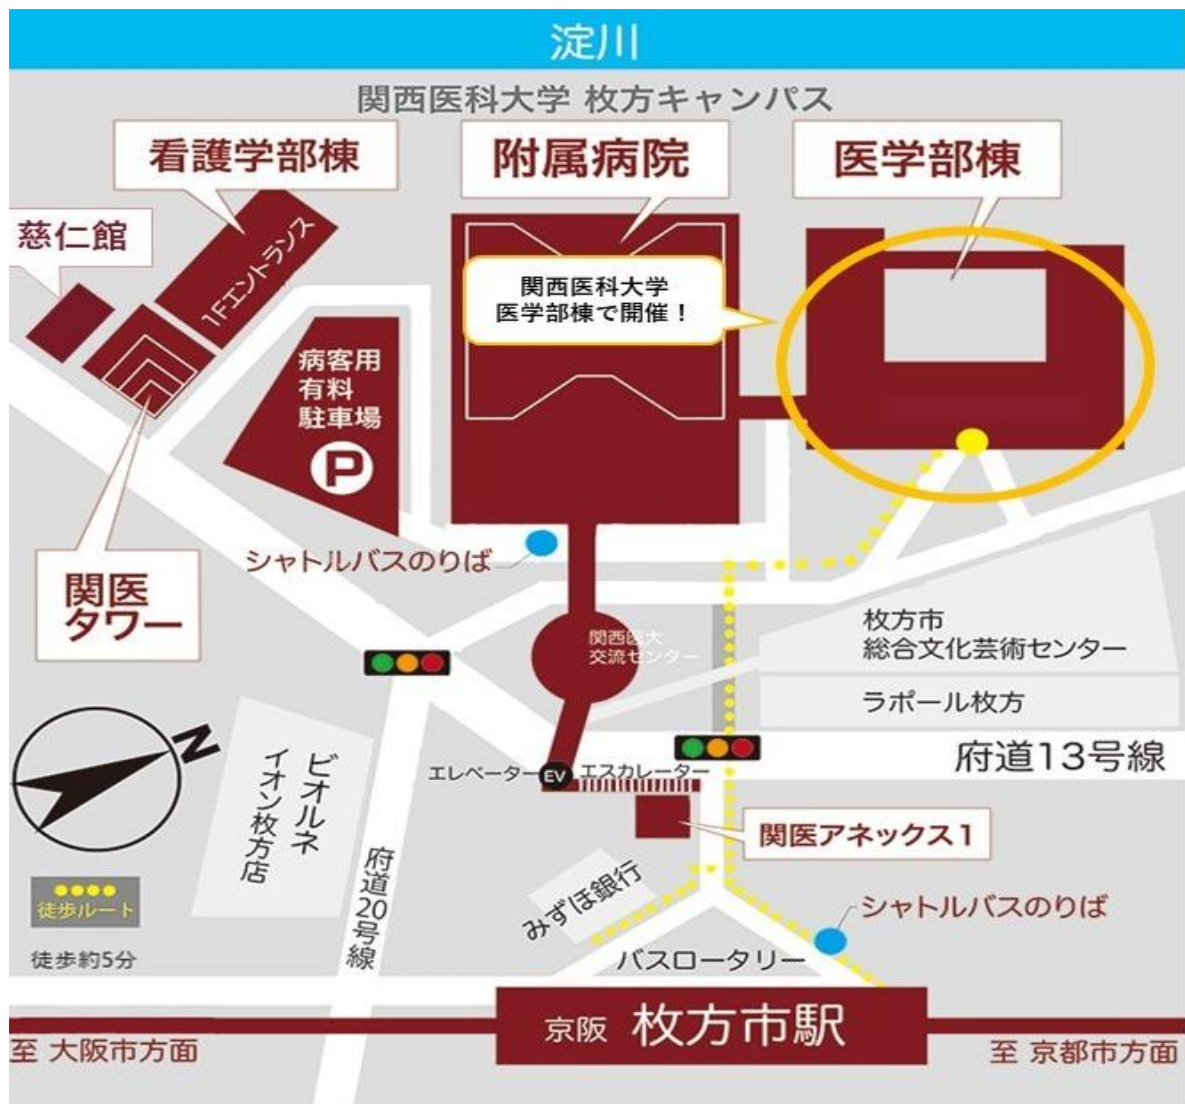 淀川
関西医科大学 枚方キャンパス
看護学部棟
附属病院
医学部棟
慈仁館
1Fエントランス
関西医科大学
医学部棟で開催！
病客用
有料
駐車場
P
シャトルバスのりば
関医
タワー
関西医大
交流センター
枚方市
総合文化芸術センター
ラポール枚方
府道13号線
N
ビオルネ
イオン枚方店
エレベーター
EV
エスカレーター
関医アネックス1
府道20号線
みずほ銀行
シャトルバスのりば
徒歩ルート
徒歩約5分
バスロータリー
京阪 枚方市駅
至 大阪市方面
至 京都市方面